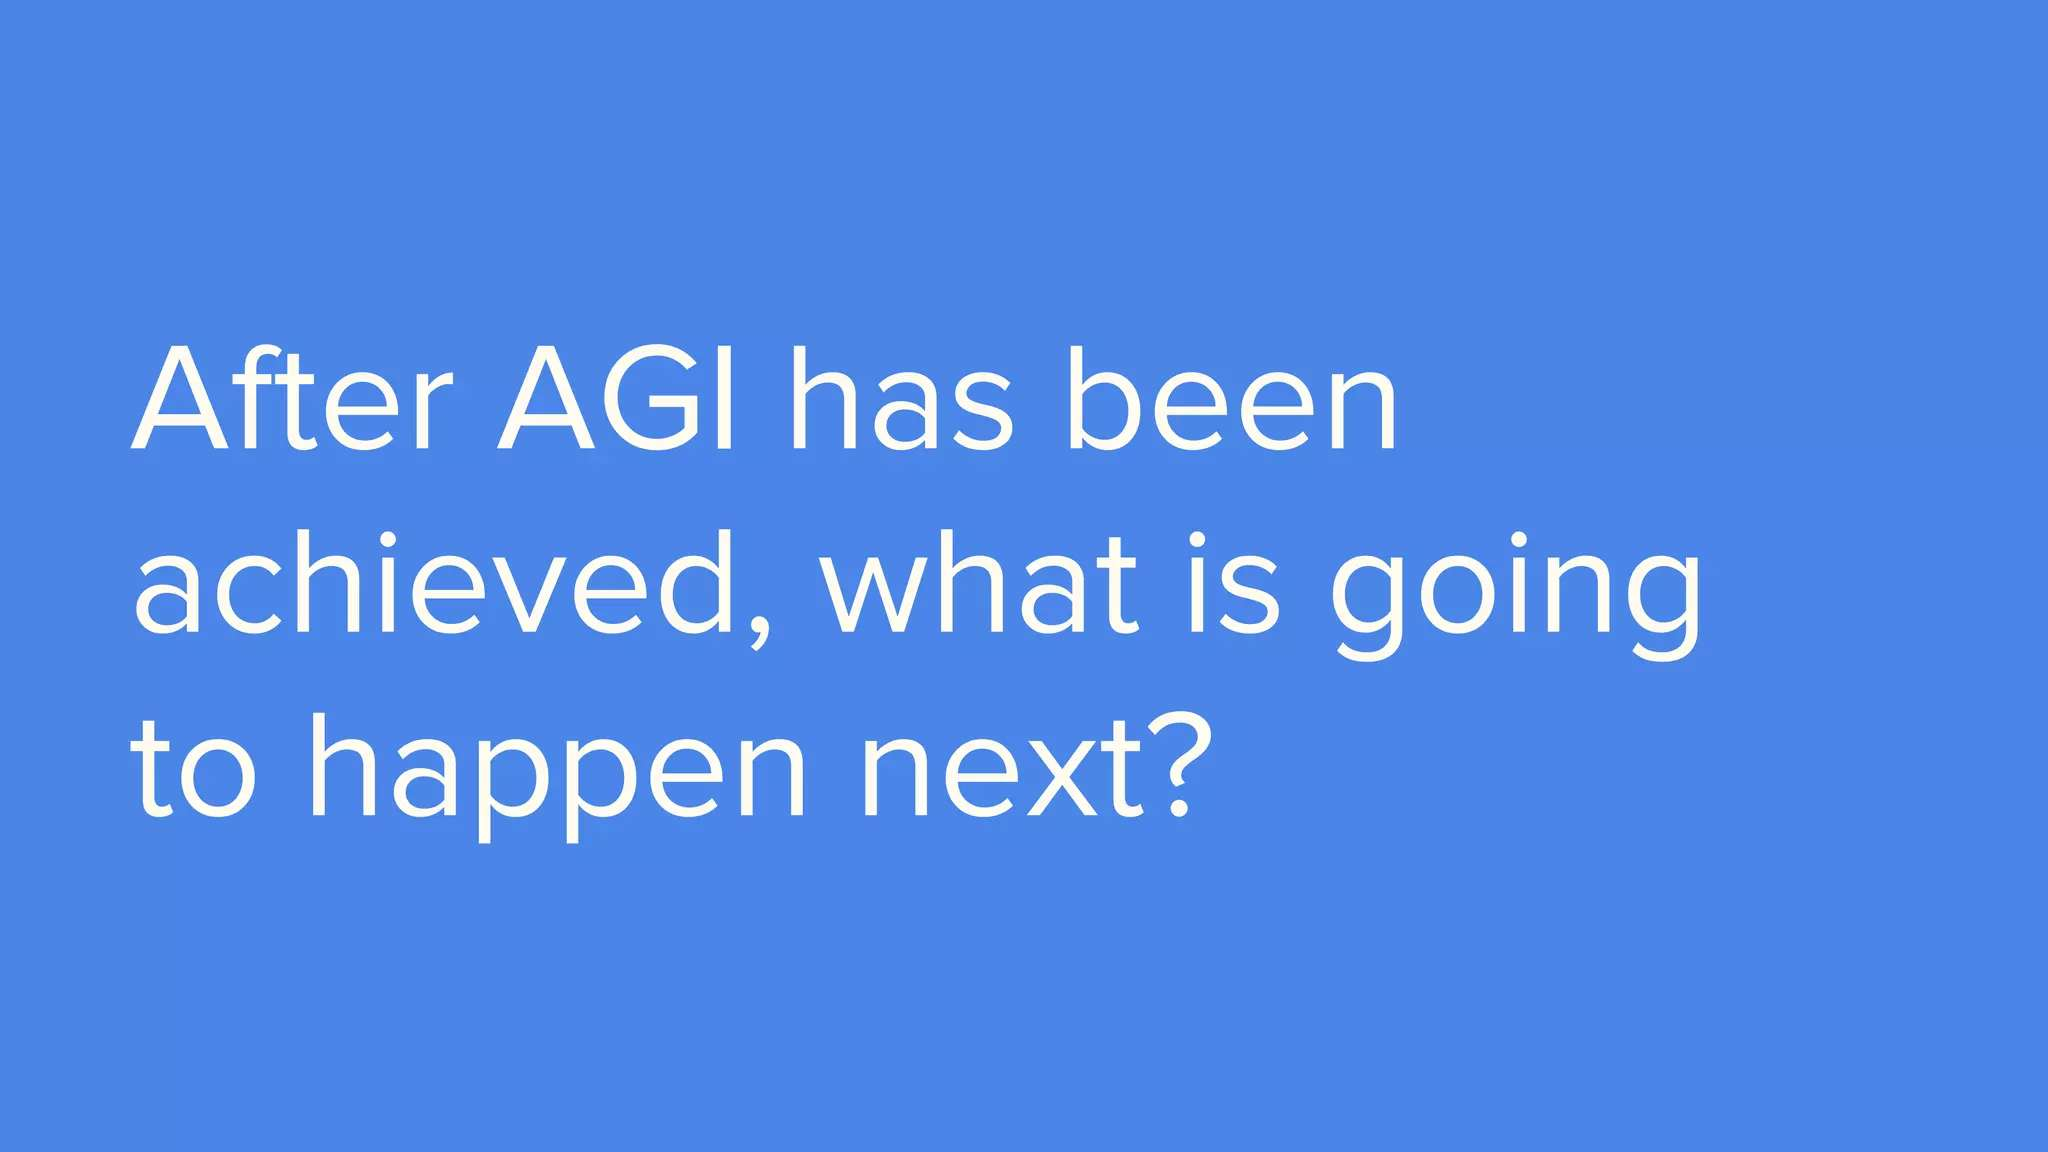 After AGI has been
achieved, what is going
to happen next?